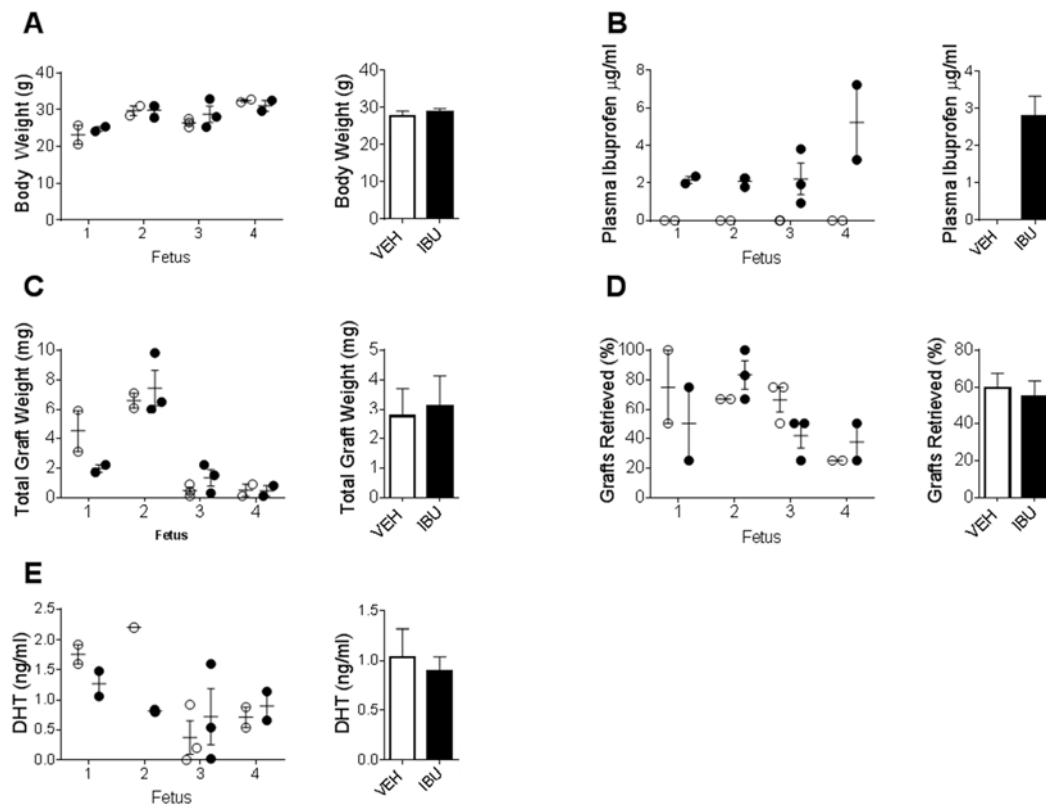 A
Body Weight (g)
40
30
20
10
0
1 2 3 4
Fetus
Body Weight (g)
40
30
20
10
0
VEH IBU
B
Plasma Ibuprofen μg/ml
8
6
4
2
0
1 2 3 4
Fetus
Plasma Ibuprofen μg/ml
4
3
2
1
0
VEH IBU
C
Total Graft Weight (mg)
10
8
6
4
2
0
1 2 3 4
Fetus
Total Graft Weight (mg)
5
4
3
2
1
0
VEH IBU
D
Grafts Retrieved (%)
100
80
60
40
20
0
1 2 3 4
Fetus
Grafts Retrieved (%)
100
80
60
40
20
0
VEH IBU
E
DHT (ng/ml)
2.5
2.0
1.5
1.0
0.5
0.0
1 2 3 4
Fetus
DHT (ng/ml)
1.5
1.0
0.5
0.0
VEH IBU